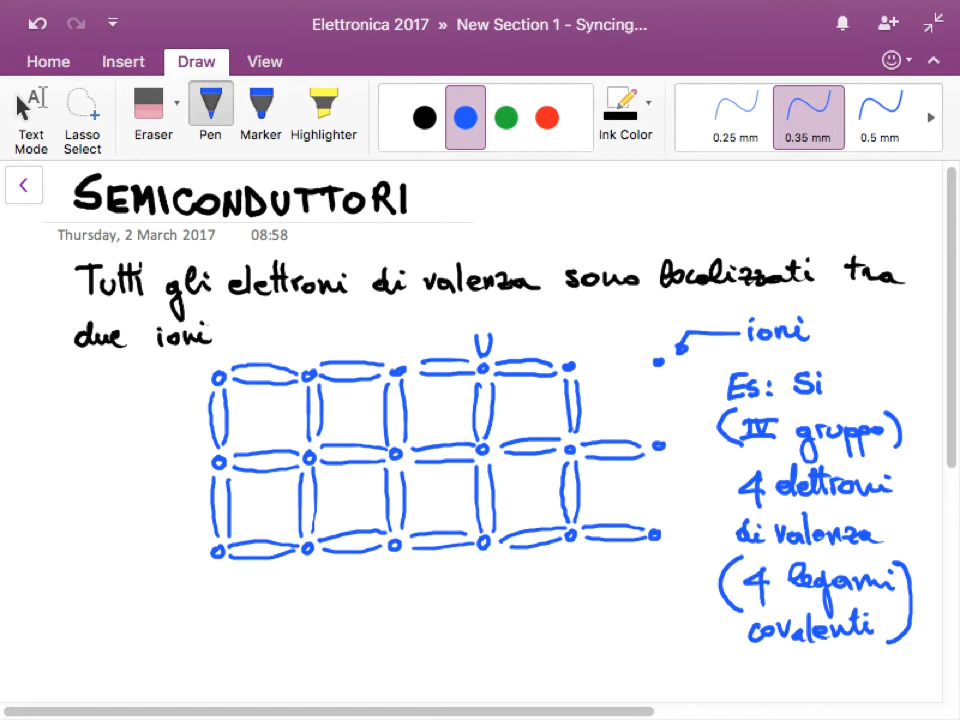 Elettronica 2017 » New Section 1 - Syncing...
Home Insert Draw View
Text Mode
Lasso Select
Eraser
Pen
Marker
Highlighter
Ink Color
0.25 mm
0.35 mm
0.5 mm
SEMICONDUTTORI
Thursday, 2 March 2017 08:58
Tutti gli elettroni di valenza sono localizzati tra
due ioni
ioni
Es: Si
(IV gruppo)
4 elettroni
di valenza
(4 legami
covalenti)